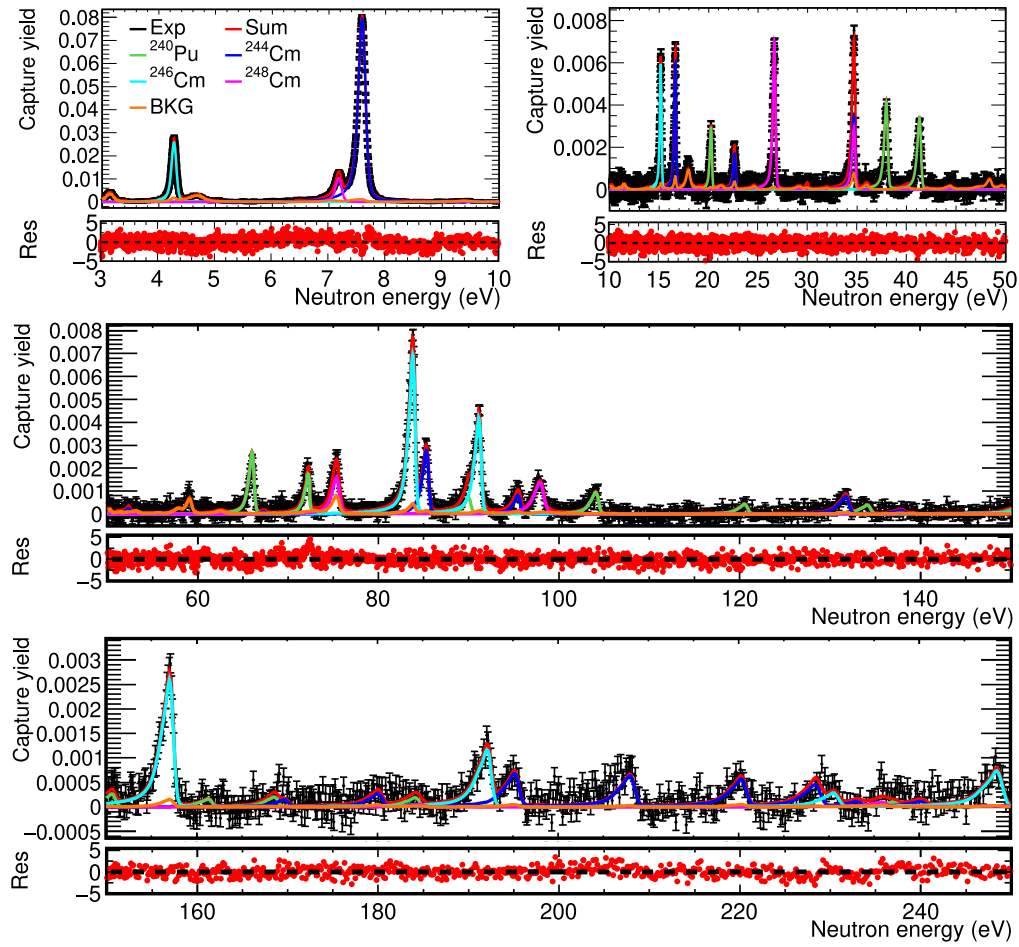 Capture yield
0.08
0.07
0.06
0.05
0.04
0.03
0.02
0.01
0
Exp Sum
²⁴⁰Pu ²⁴⁴Cm
²⁴⁶Cm ²⁴⁸Cm
BKG
Res
5
0
−5
3 4 5 6 7 8 9 10
Neutron energy (eV)
Capture yield
0.008
0.006
0.004
0.002
0
Res
5
0
−5
10 15 20 25 30 35 40 45 50
Neutron energy (eV)
Capture yield
0.008
0.007
0.006
0.005
0.004
0.003
0.002
0.001
0
Res
5
0
−5
60 80 100 120 140
Neutron energy (eV)
Capture yield
0.003
0.0025
0.002
0.0015
0.001
0.0005
0
−0.0005
Res
5
0
−5
160 180 200 220 240
Neutron energy (eV)